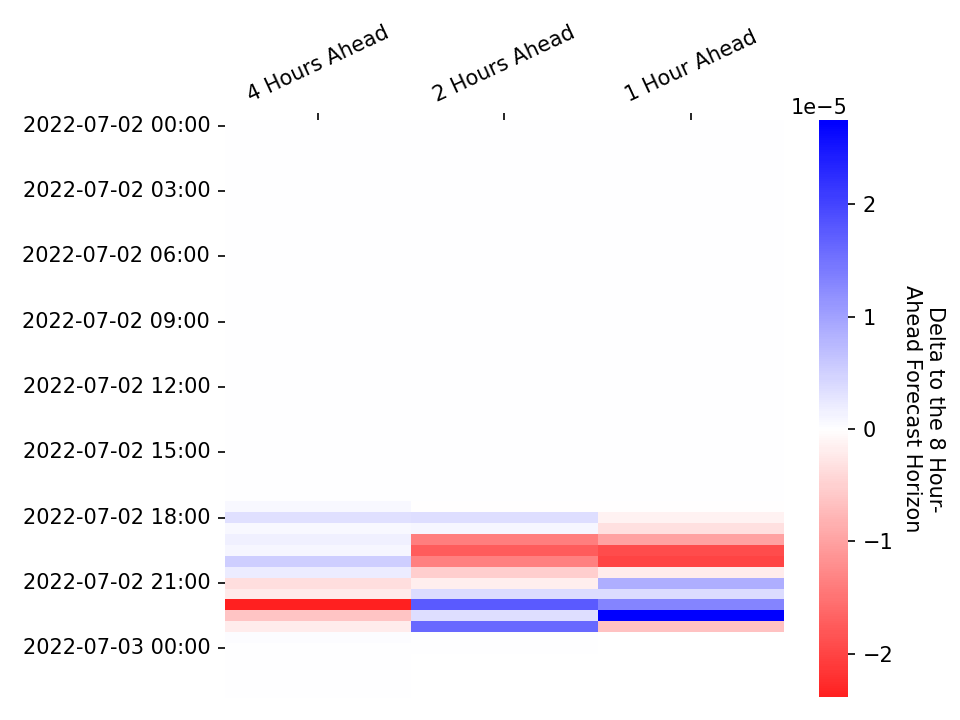 4 Hours Ahead
2 Hours Ahead
1 Hour Ahead
1e−5
2022-07-02 00:00
2022-07-02 03:00
2022-07-02 06:00
2022-07-02 09:00
2022-07-02 12:00
2022-07-02 15:00
2022-07-02 18:00
2022-07-02 21:00
2022-07-03 00:00
2
1
0
−1
−2
Delta to the 8 Hour-
Ahead Forecast Horizon